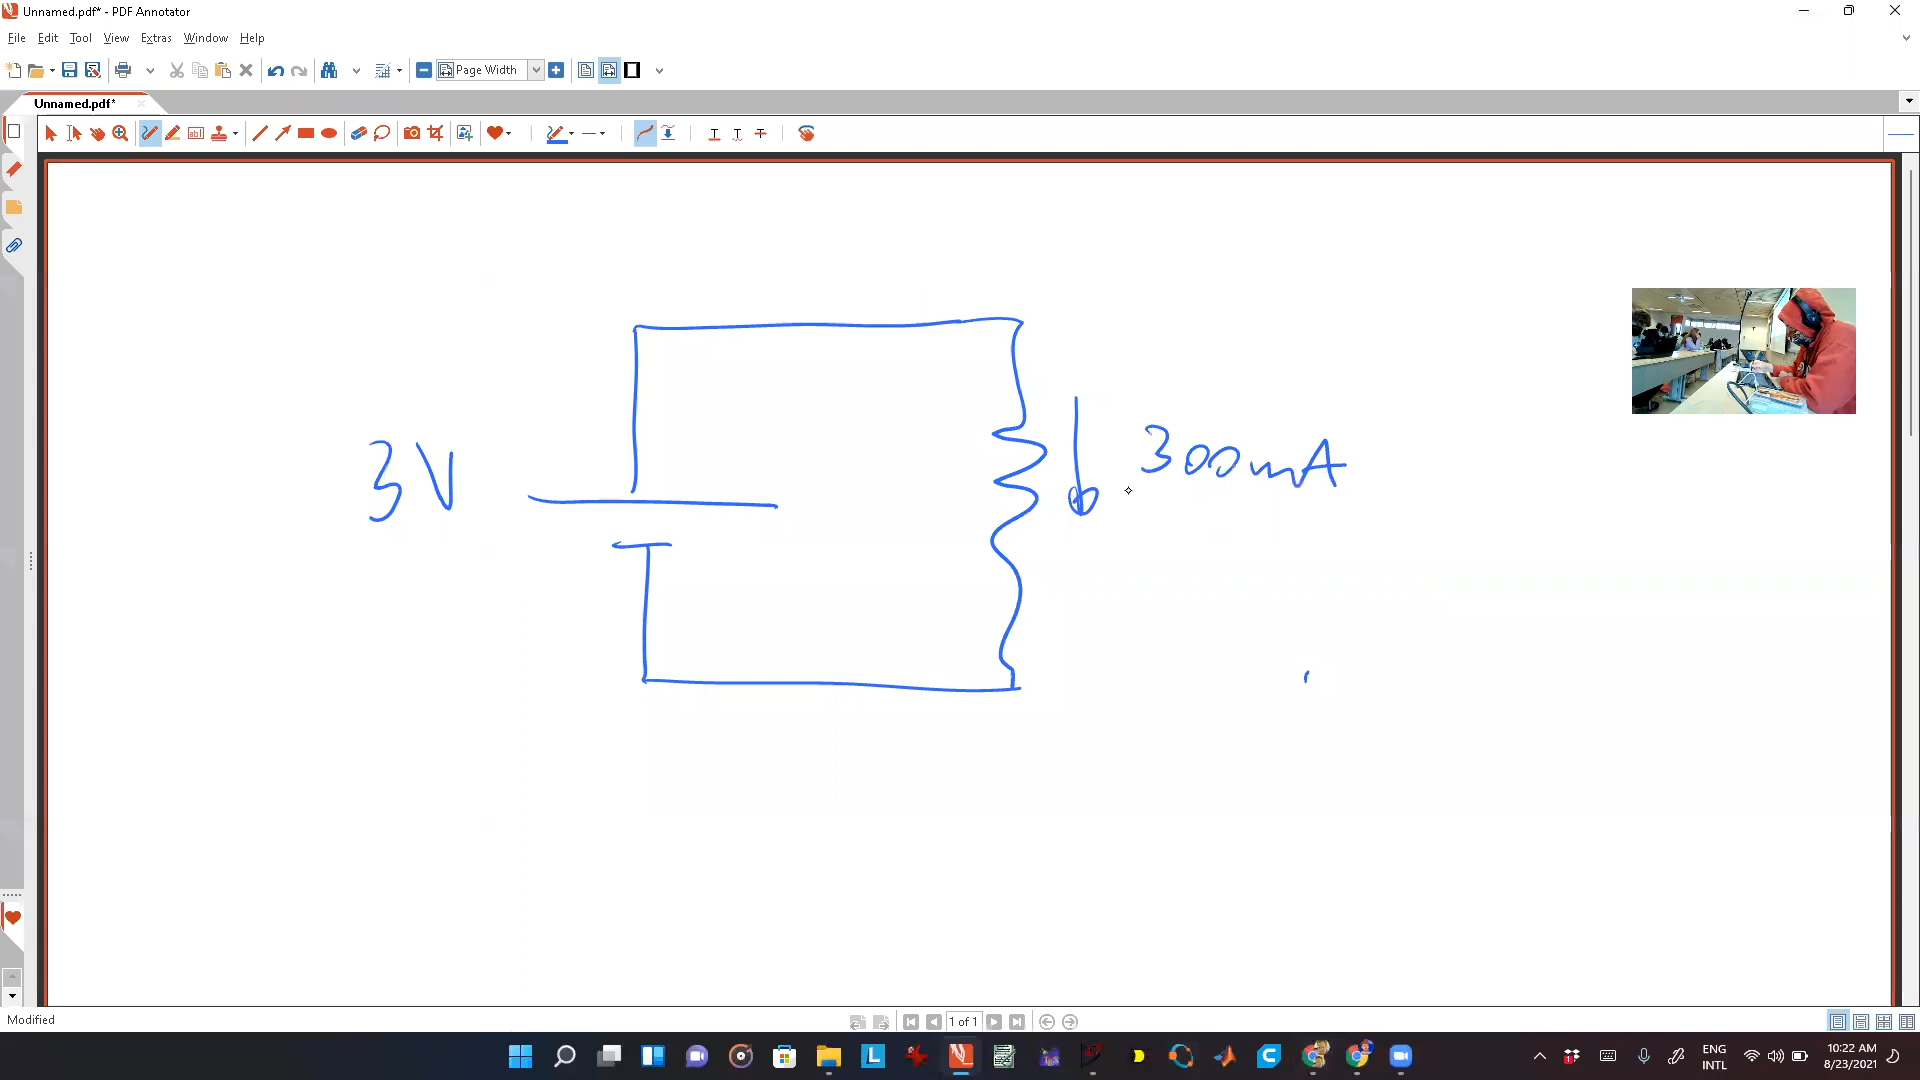 Unnamed.pdf* - PDF Annotator
File Edit Tool View Extras Window Help
Page Width
Unnamed.pdf*
3V
300mA
Modified
1 of 1
ENG
INTL
10:22 AM
8/23/2021